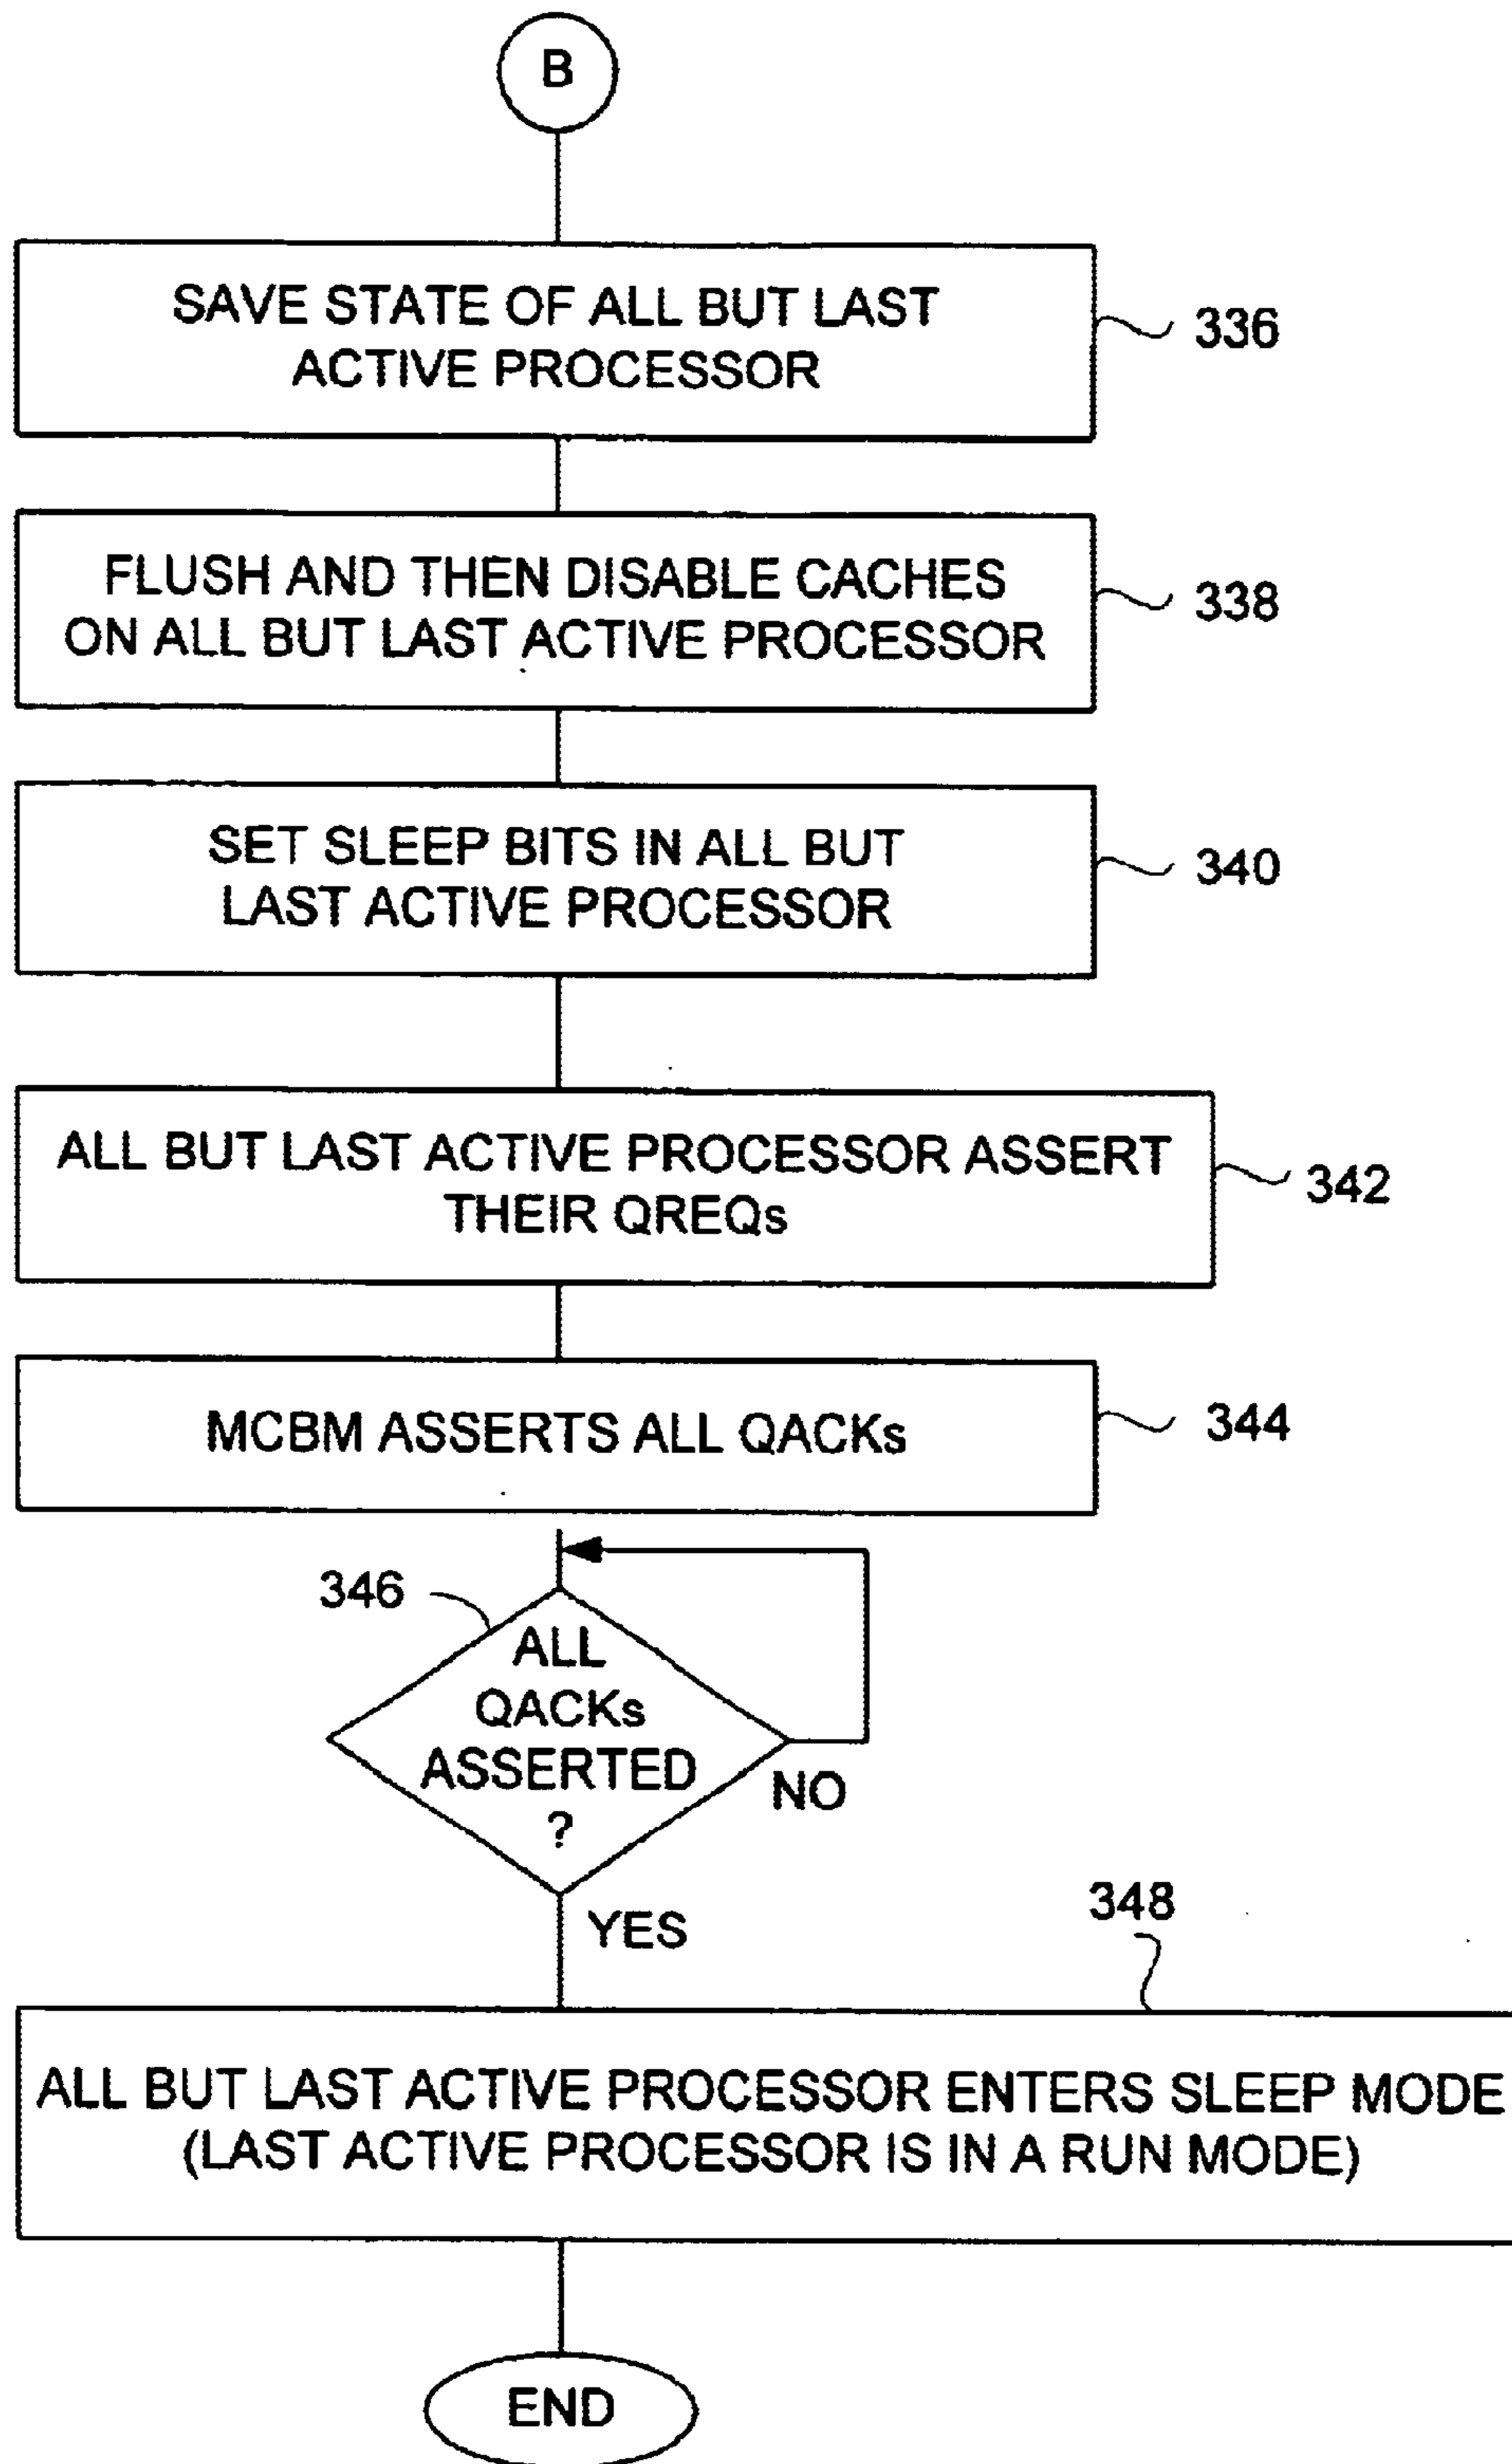 B
SAVE STATE OF ALL BUT LAST
ACTIVE PROCESSOR
336
FLUSH AND THEN DISABLE CACHES
ON ALL BUT LAST ACTIVE PROCESSOR
338
SET SLEEP BITS IN ALL BUT
LAST ACTIVE PROCESSOR
340
ALL BUT LAST ACTIVE PROCESSOR ASSERT
THEIR QREQs
342
MCBM ASSERTS ALL QACKs
344
346
ALL
QACKs
ASSERTED
?
NO
YES
348
ALL BUT LAST ACTIVE PROCESSOR ENTERS SLEEP MODE
(LAST ACTIVE PROCESSOR IS IN A RUN MODE)
END